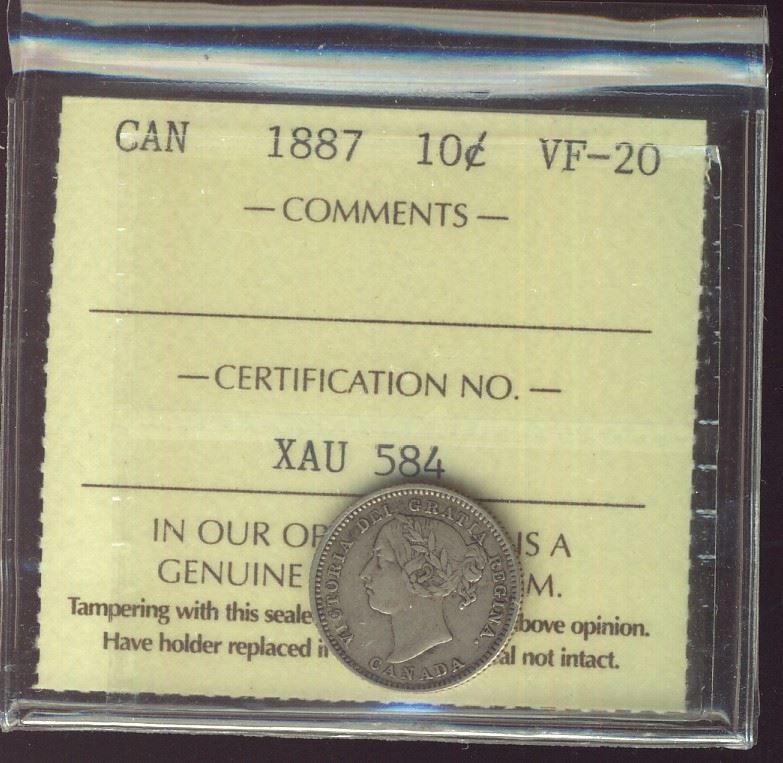 CAN 1887 10¢ VF-20
— COMMENTS —
— CERTIFICATION NO. —
XAU 584
IN OUR OP IS A
GENUINE M.
Tampering with this seale bove opinion.
Have holder replaced i al not intact.
VICTORIA DEI GRATIA REGINA.
CANADA